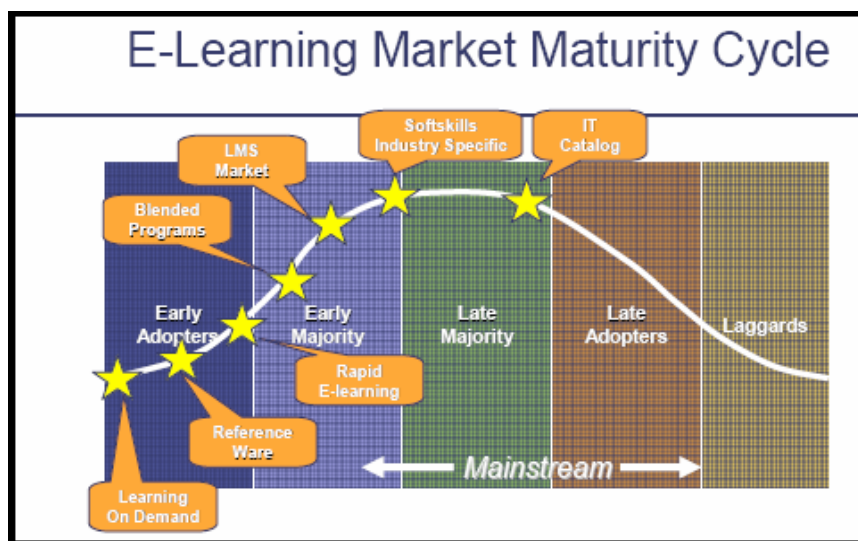 E-Learning Market Maturity Cycle
Softskills
Industry Specific
IT
Catalog
LMS
Market
Blended
Programs
Early
Adopters
Early
Majority
Late
Majority
Late
Adopters
Laggards
Rapid
E-learning
Reference
Ware
Mainstream
Learning
On Demand